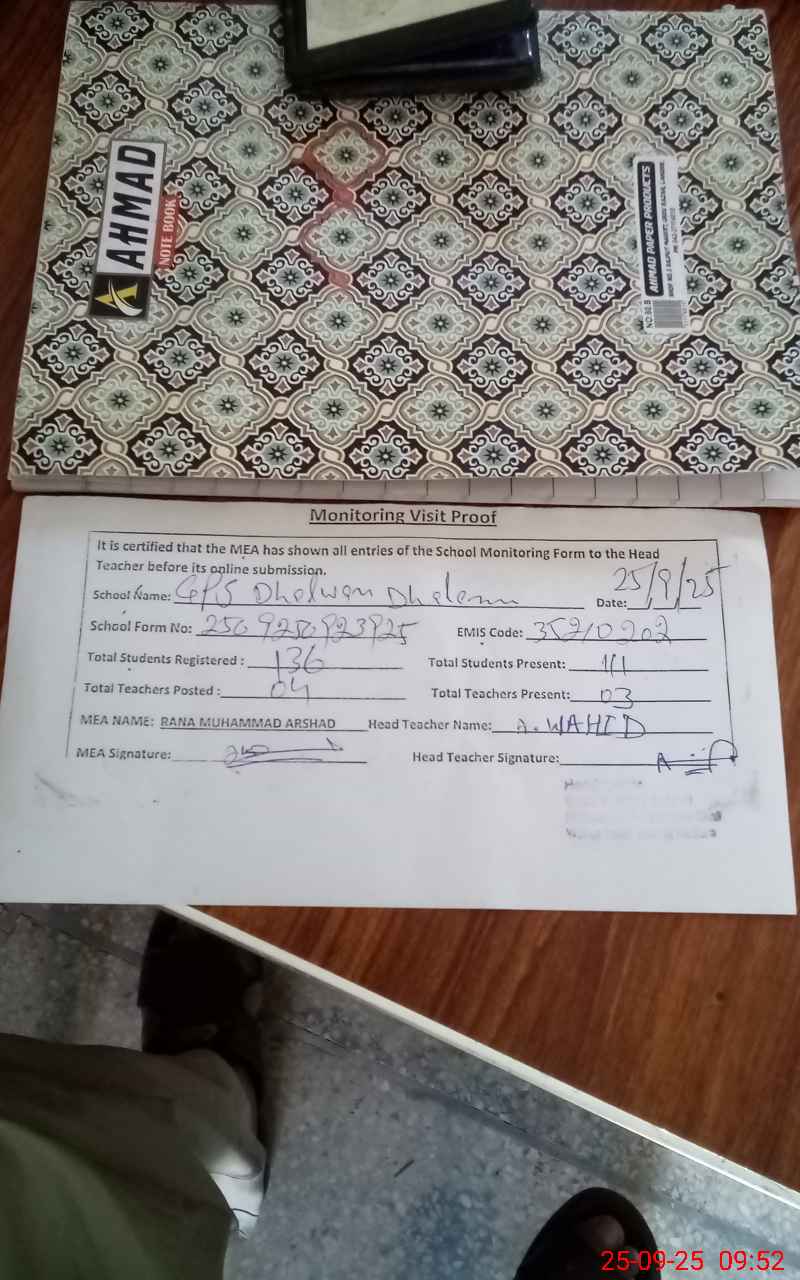 AHMAD
NOTE BOOK
AHMAD PAPER PRODUCTS
Monitoring Visit Proof
It is certified that the MEA has shown all entries of the School Monitoring Form to the Head
Teacher before its online submission.
School Name: GPS Dhalwan Date: 25/9/25
School Form No: EMIS Code: 35210202
Total Students Registered : 136 Total Students Present: 111
Total Teachers Posted : 04 Total Teachers Present: 03
MEA NAME: RANA MUHAMMAD ARSHAD Head Teacher Name: A. WAHID
MEA Signature: Head Teacher Signature:
25-09-25 09:52